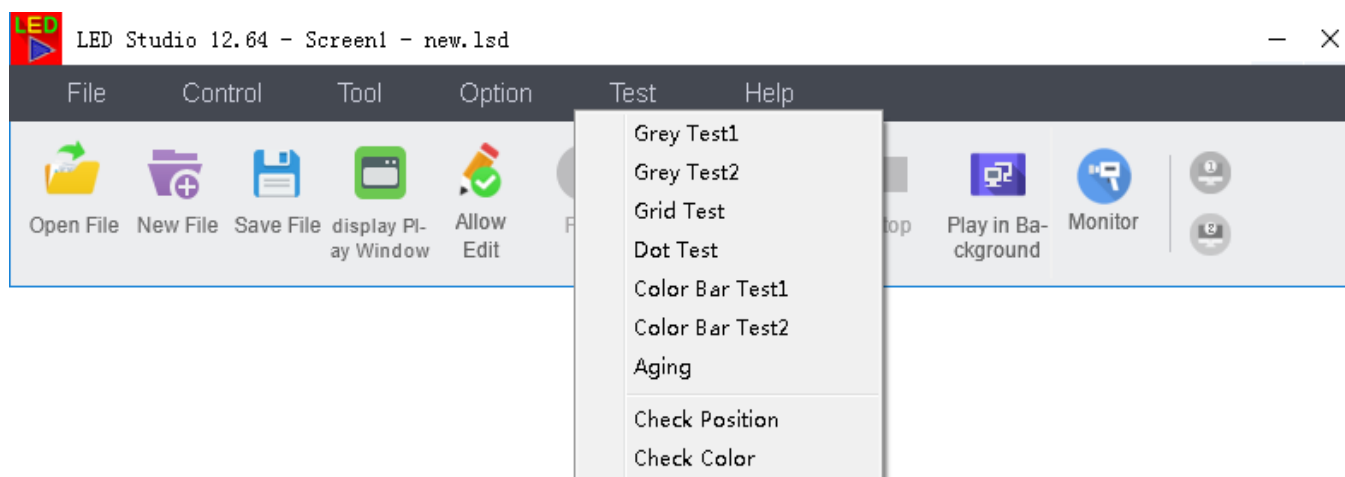 LED
LED Studio 12.64 - Screen1 - new.lsd
File Control Tool Option Test Help
Grey Test1
Grey Test2
Grid Test
Dot Test
Color Bar Test1
Color Bar Test2
Aging
Check Position
Check Color
Open File New File Save File display Pl-
ay Window
Allow
Edit
Play in Ba-
ckground
Monitor
1
2